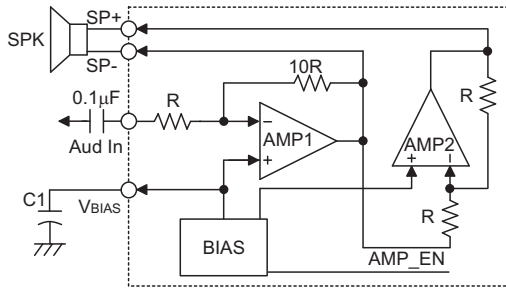 SP+
SPK
SP-
10R
0.1μF
R
R
AMP1
AMP2
Aud In
C1
VBIAS
R
BIAS
AMP_EN